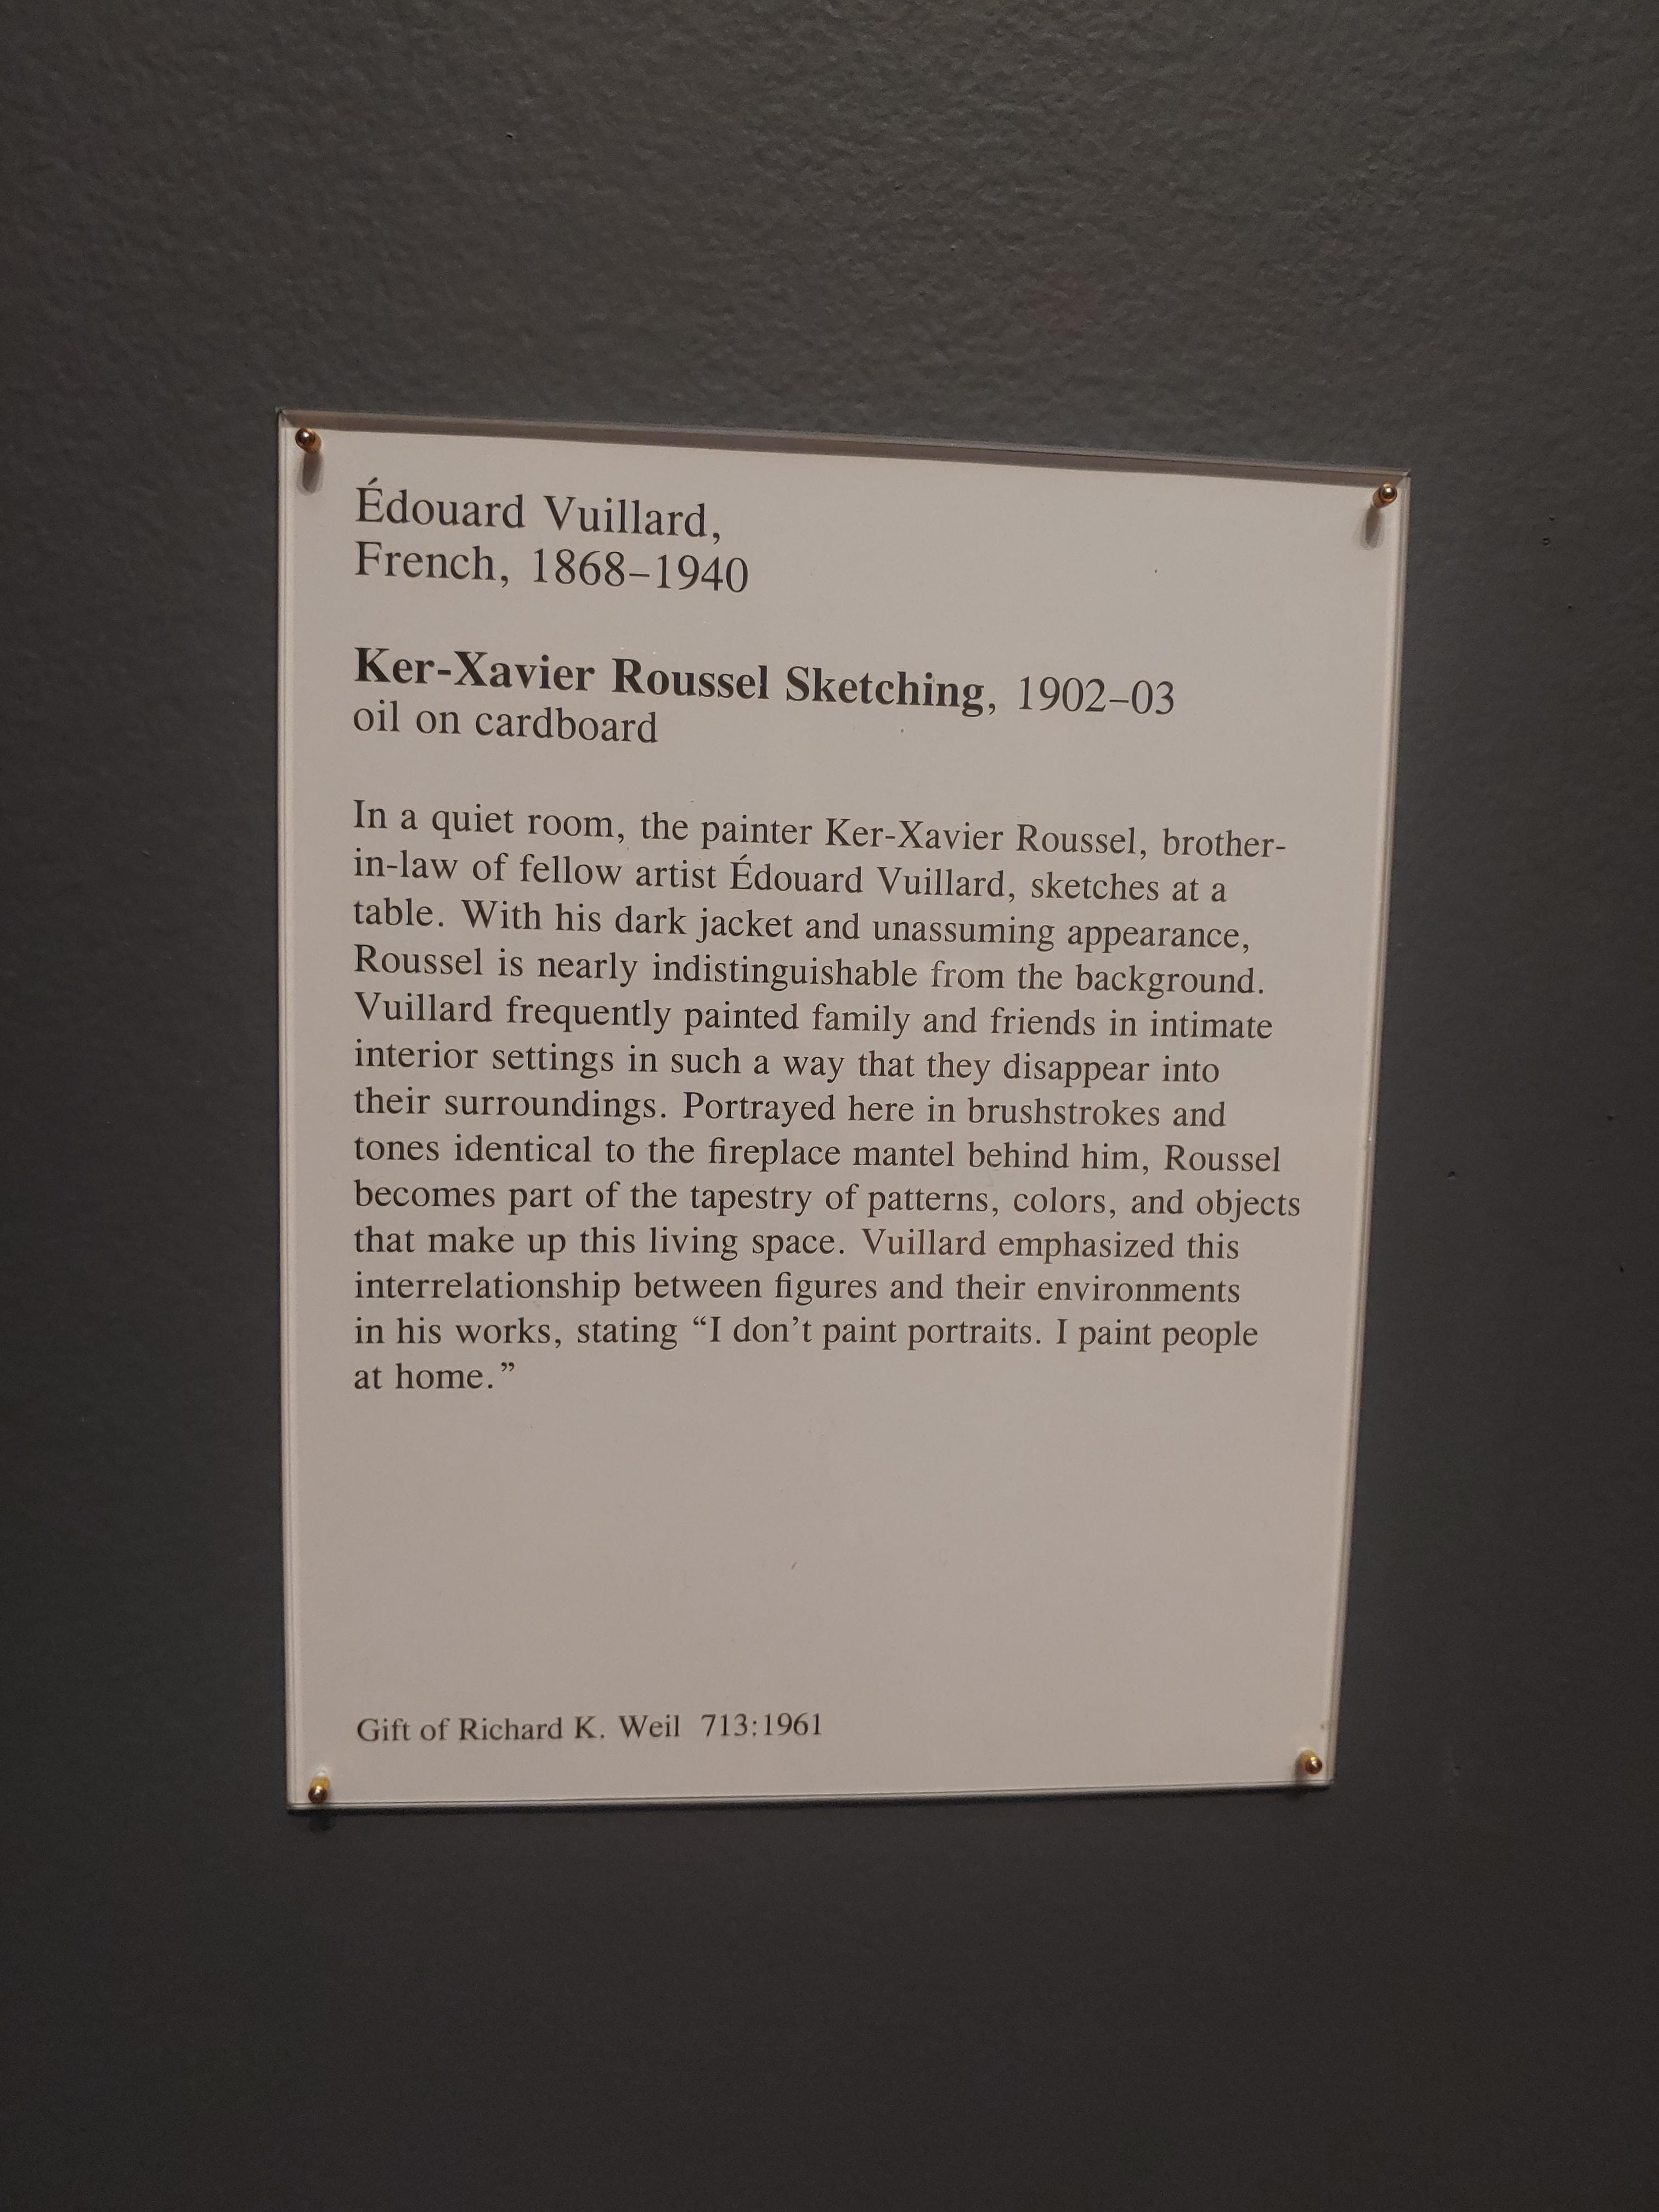 Édouard Vuillard,
French, 1868–1940
Ker-Xavier Roussel Sketching, 1902–03
oil on cardboard
In a quiet room, the painter Ker-Xavier Roussel, brother-
in-law of fellow artist Édouard Vuillard, sketches at a
table. With his dark jacket and unassuming appearance,
Roussel is nearly indistinguishable from the background.
Vuillard frequently painted family and friends in intimate
interior settings in such a way that they disappear into
their surroundings. Portrayed here in brushstrokes and
tones identical to the fireplace mantel behind him, Roussel
becomes part of the tapestry of patterns, colors, and objects
that make up this living space. Vuillard emphasized this
interrelationship between figures and their environments
in his works, stating “I don’t paint portraits. I paint people
at home.”
Gift of Richard K. Weil 713:1961